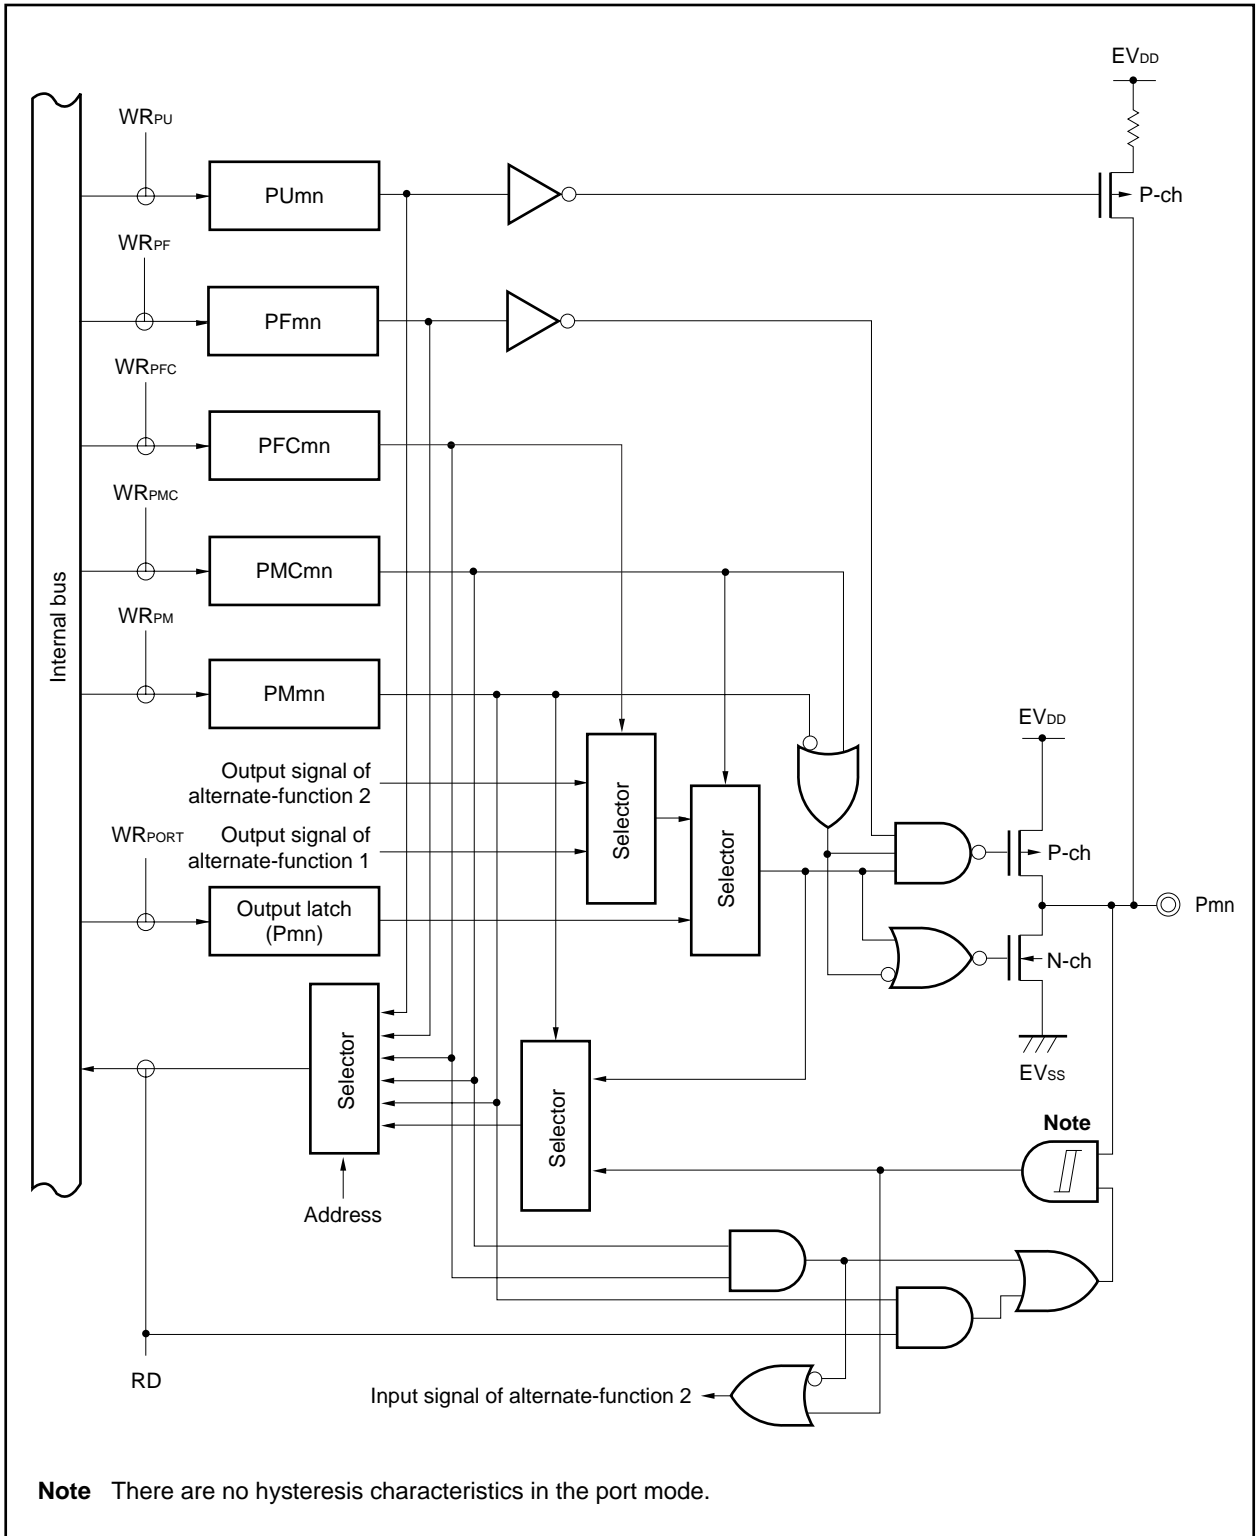 EVDD
WRPU
PUmn
P-ch
WRPF
PFmn
WRPFC
PFCmn
WRPMC
PMCmn
Internal bus
WRPM
PMmn
EVDD
Output signal of
alternate-function 2
WRPORT
Output signal of
alternate-function 1
Selector
Selector
P-ch
Output latch
(Pmn)
Pmn
N-ch
Selector
Selector
EVSS
Note
Address
RD
Input signal of alternate-function 2
Note There are no hysteresis characteristics in the port mode.